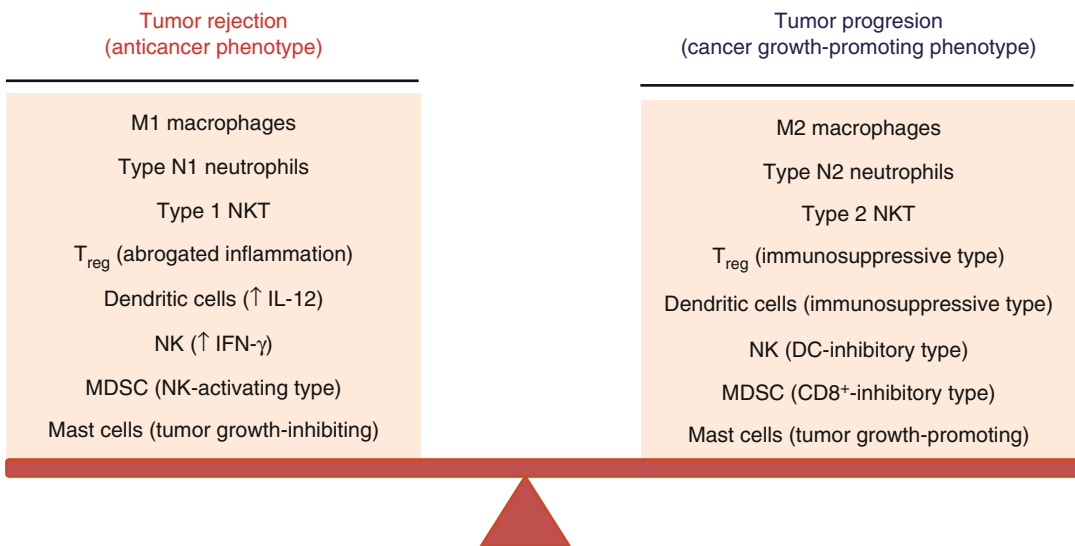 Tumor rejection
(anticancer phenotype)
M1 macrophages
Type N1 neutrophils
Type 1 NKT
Treg (abrogated inflammation)
Dendritic cells (↑ IL-12)
NK (↑ IFN-γ)
MDSC (NK-activating type)
Mast cells (tumor growth-inhibiting)
Tumor progresion
(cancer growth-promoting phenotype)
M2 macrophages
Type N2 neutrophils
Type 2 NKT
Treg (immunosuppressive type)
Dendritic cells (immunosuppressive type)
NK (DC-inhibitory type)
MDSC (CD8⁺-inhibitory type)
Mast cells (tumor growth-promoting)